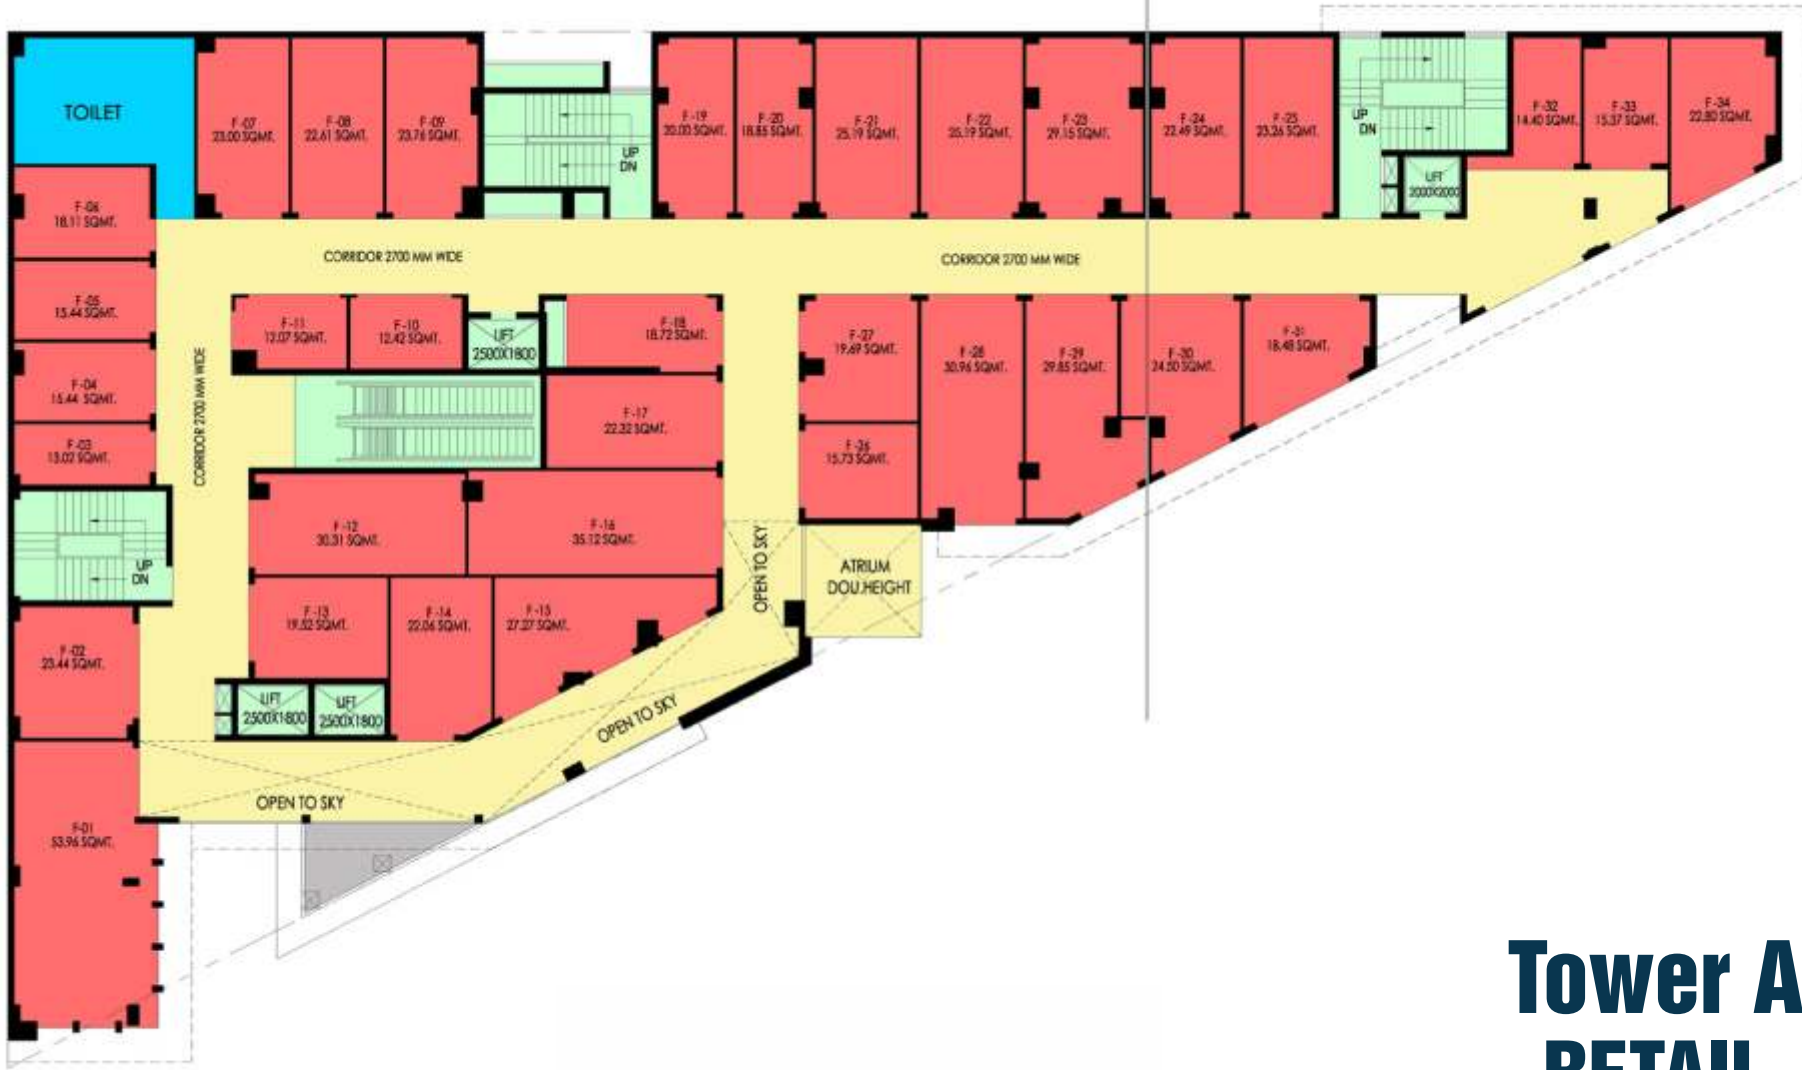 TOILET
F-07
23.00 SQMT.
F-08
22.61 SQMT.
F-09
23.76 SQMT.
UP
DN
F-19
20.00 SQMT.
F-20
18.85 SQMT.
F-21
25.19 SQMT.
F-22
25.19 SQMT.
F-23
29.15 SQMT.
F-24
22.49 SQMT.
F-25
23.26 SQMT.
UP
DN
LIFT
2000X2000
F-32
14.40 SQMT.
F-33
15.37 SQMT.
F-34
22.80 SQMT.
F-06
18.11 SQMT.
F-05
15.44 SQMT.
F-04
15.44 SQMT.
F-03
13.02 SQMT.
CORRIDOR 2700 MM WIDE
CORRIDOR 2700 MM WIDE
CORRIDOR 2700 MM WIDE
F-11
12.07 SQMT.
F-10
12.42 SQMT.
LIFT
2500X1800
F-18
18.72 SQMT.
F-17
22.32 SQMT.
F-27
19.69 SQMT.
F-28
30.96 SQMT.
F-29
29.85 SQMT.
F-30
24.50 SQMT.
F-31
18.48 SQMT.
F-26
15.73 SQMT.
UP
DN
F-12
30.31 SQMT.
F-16
35.12 SQMT.
OPEN TO SKY
ATRIUM
DOU.HEIGHT
F-02
23.44 SQMT.
F-13
19.52 SQMT.
F-14
22.06 SQMT.
F-15
27.27 SQMT.
LIFT
2500X1800
LIFT
2500X1800
OPEN TO SKY
OPEN TO SKY
F-01
53.96 SQMT.
Tower A
RETAIL